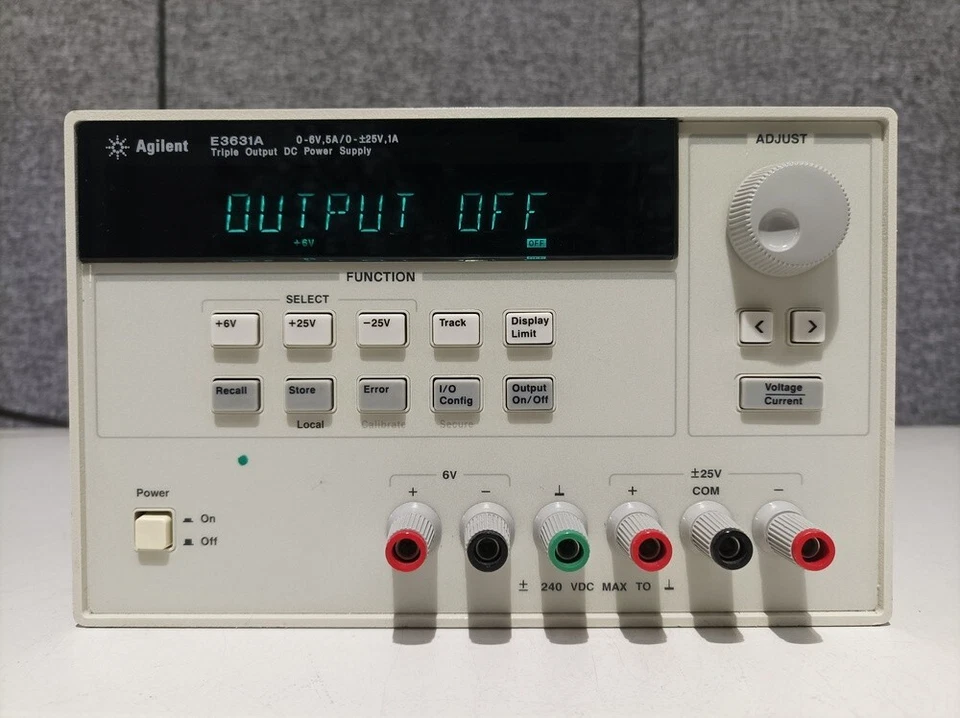 Agilent E3631A 0-6V,5A/0-±25V,1A
Triple Output DC Power Supply
OUTPUT OFF
+6V OFF
ADJUST
FUNCTION
SELECT
+6V +25V -25V Track Display Limit
< >
Recall Store Error I/O Config Output On/Off
Voltage
Current
Local Calibrate Secure
Power
On
Off
6V ±25V
+ - ⊥ + COM -
± 240 VDC MAX TO ⊥